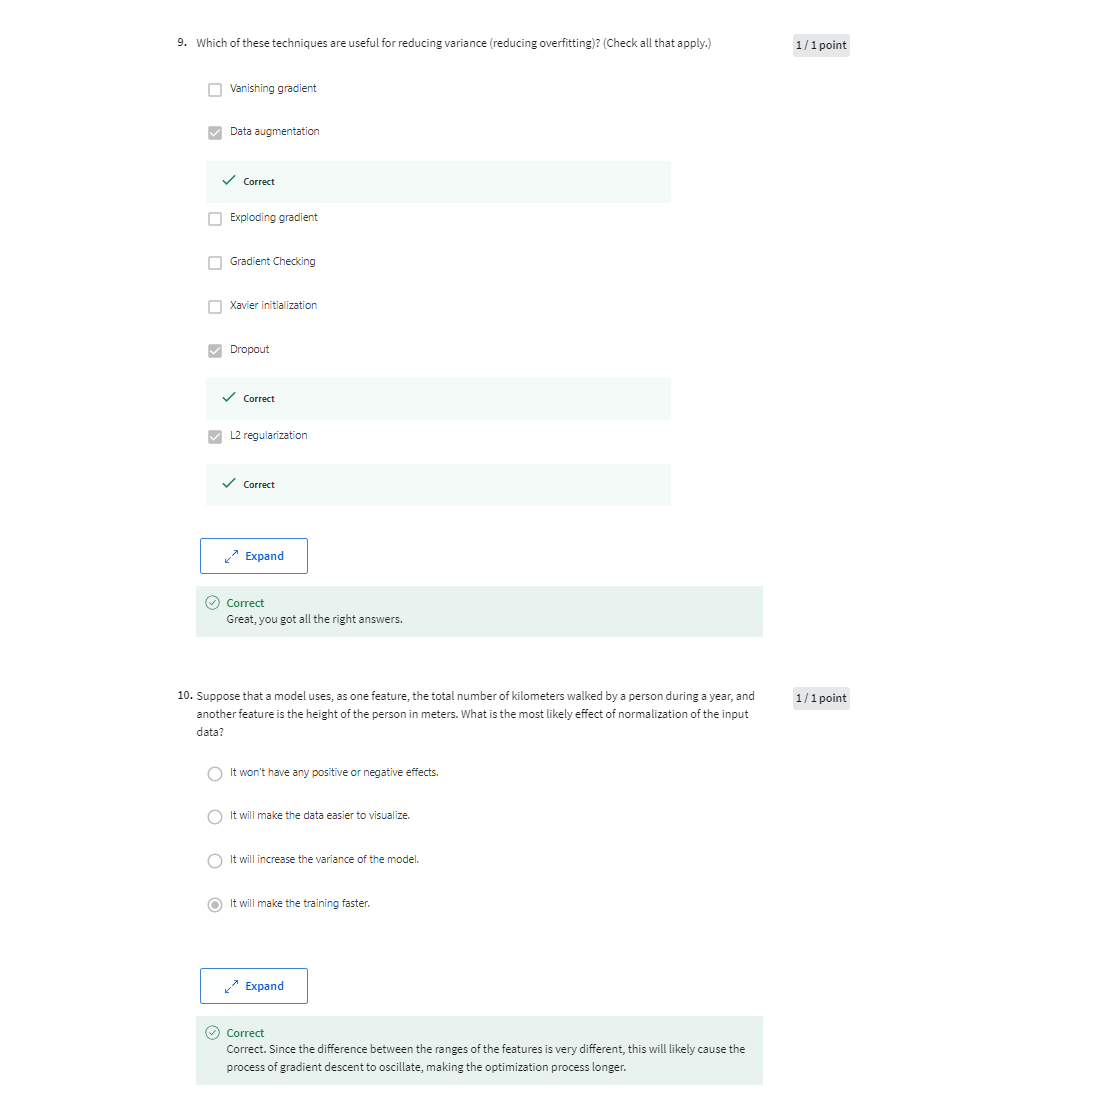 9. Which of these techniques are useful for reducing variance (reducing overfitting)? (Check all that apply.)
1 / 1 point
Vanishing gradient
Data augmentation
Correct
Exploding gradient
Gradient Checking
Xavier initialization
Dropout
Correct
L2 regularization
Correct
Expand
Correct
Great, you got all the right answers.
10. Suppose that a model uses, as one feature, the total number of kilometers walked by a person during a year, and
1 / 1 point
another feature is the height of the person in meters. What is the most likely effect of normalization of the input
data?
It won't have any positive or negative effects.
It will make the data easier to visualize.
It will increase the variance of the model.
It will make the training faster.
Expand
Correct
Correct. Since the difference between the ranges of the features is very different, this will likely cause the
process of gradient descent to oscillate, making the optimization process longer.